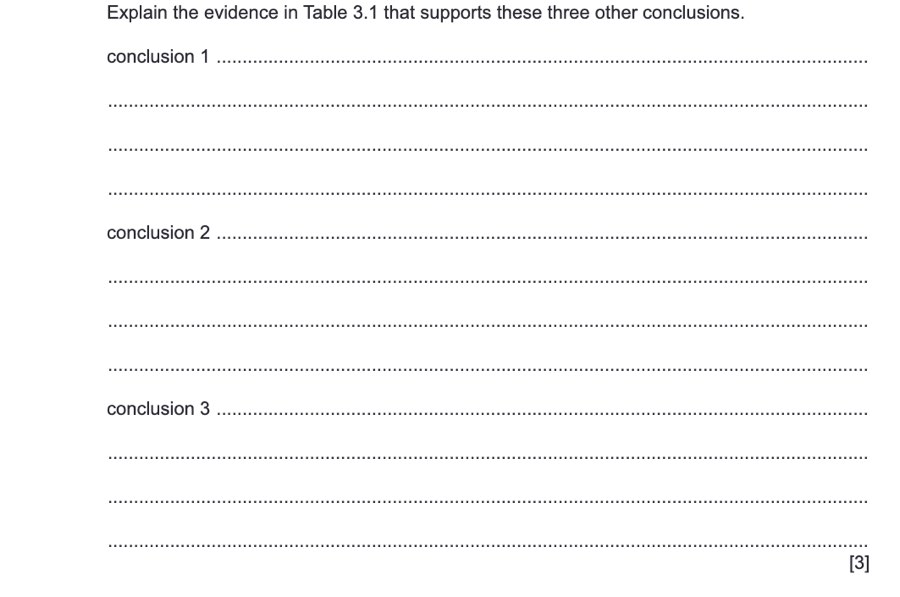 Explain the evidence in Table 3.1 that supports these three other conclusions.
conclusion 1 ..........................................................................................................................
..........................................................................................................................
..........................................................................................................................
..........................................................................................................................
conclusion 2 ..........................................................................................................................
..........................................................................................................................
..........................................................................................................................
..........................................................................................................................
conclusion 3 ..........................................................................................................................
..........................................................................................................................
..........................................................................................................................
..........................................................................................................................
[3]